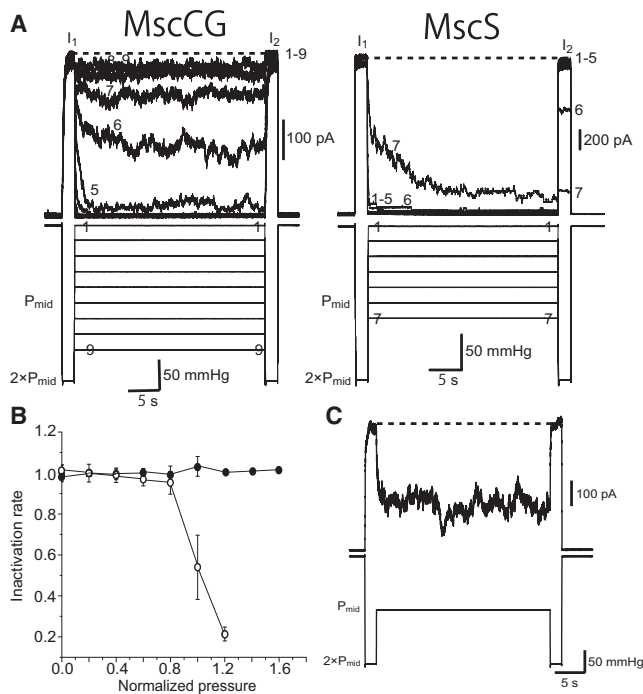 A
MscCG
MscS
I1
I2
1-9
8-9
7
6
5
100 pA
1
1
Pmid
9
9
2×Pmid
50 mmHg
5 s
I1
I2
1-5
6
7
200 pA
7
1-5
6
1
1
7
7
50 mmHg
5 s
B
1.2
1.0
0.8
0.6
0.4
0.2
Inactivation rate
0.0
0.4
0.8
1.2
1.6
Normalized pressure
C
100 pA
Pmid
2×Pmid
50 mmHg
5 s